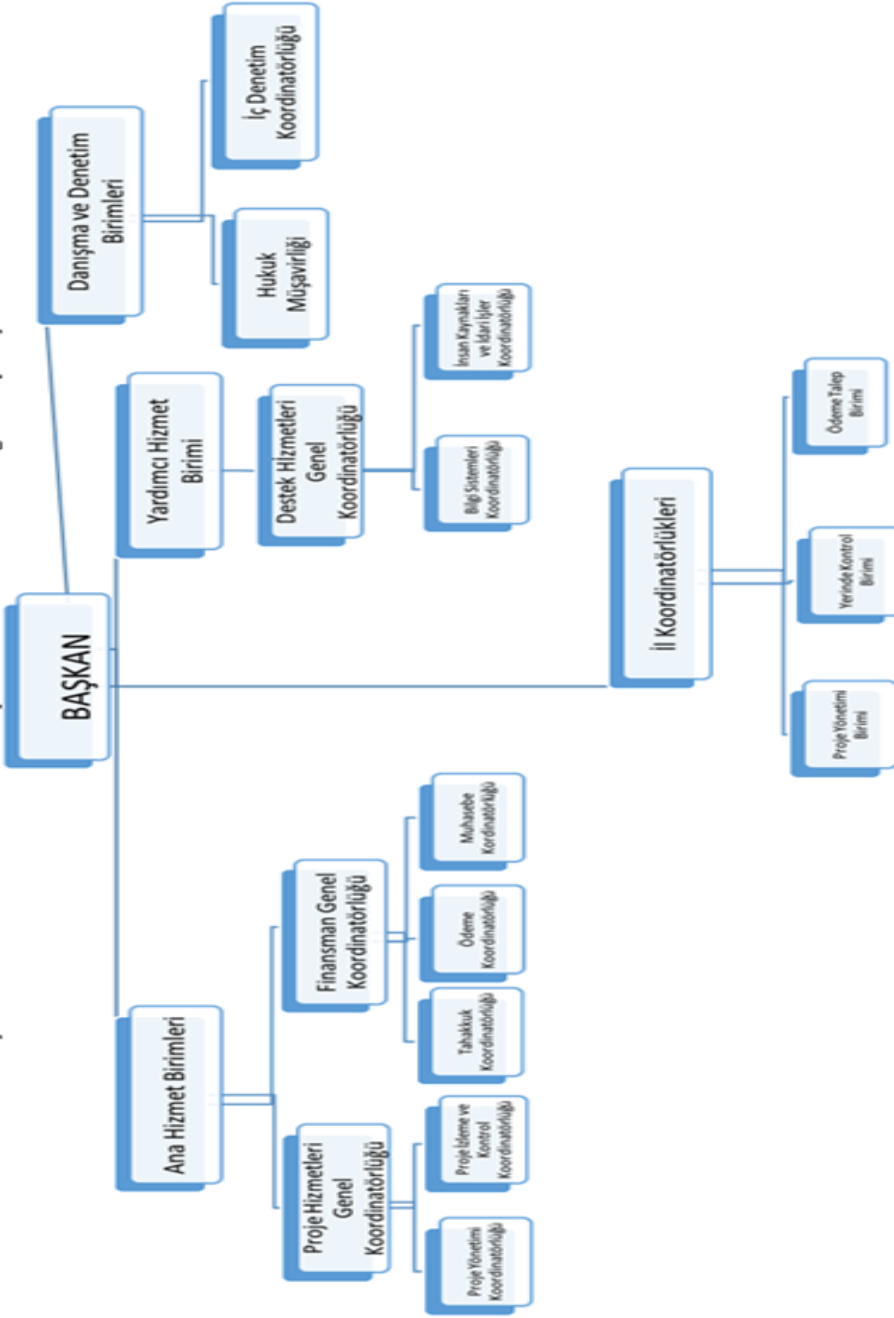 BAŞKAN
Danışma ve Denetim
Birimleri
Hukuk
Müşavirliği
İç Denetim
Koordinatörlüğü
Ana Hizmet Birimleri
Yardımcı Hizmet
Birimi
Proje Hizmetleri
Genel
Koordinatörlüğü
Finansman Genel
Koordinatörlüğü
Destek Hizmetleri
Genel
Koordinatörlüğü
Proje Yönetimi
Koordinatörlüğü
Proje İzleme ve
Kontrol
Koordinatörlüğü
Tahakkuk
Koordinatörlüğü
Ödeme
Koordinatörlüğü
Muhasebe
Kordinatörlüğü
Bilgi Sistemleri
Koordinatörlüğü
İnsan Kaynakları
ve İdari İşler
Koordinatörlüğü
İl Koordinatörlükleri
Proje Yönetimi
Birimi
Yerinde Kontrol
Birimi
Ödeme Talep
Birimi